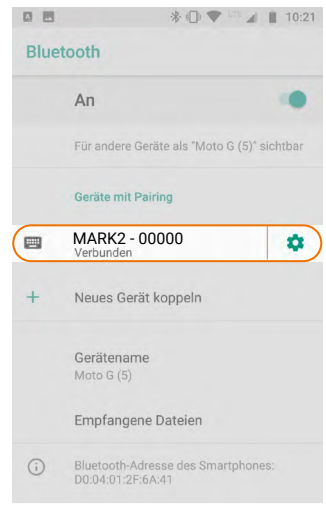 10:21
Bluetooth
An
Für andere Geräte als "Moto G (5)" sichtbar
Geräte mit Pairing
MARK2 - 00000
Verbunden
Neues Gerät koppeln
Gerätename
Moto G (5)
Empfangene Dateien
Bluetooth-Adresse des Smartphones:
D0:04:01:2F:6A:41